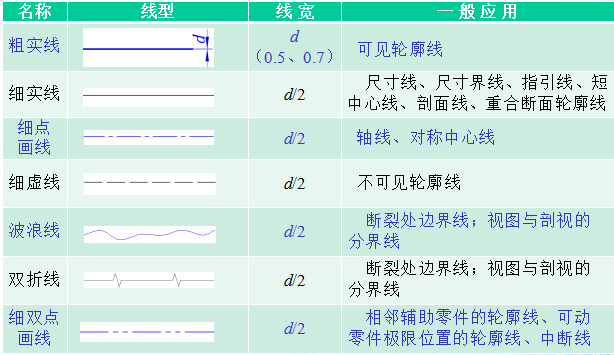 名称 线型 线宽 一般应用
粗实线 d d 可见轮廓线
（0.5、0.7）
细实线 d/2 尺寸线、尺寸界线、指引线、短
中心线、剖面线、重合断面轮廓线
细点
画线 d/2 轴线、对称中心线
细虚线 d/2 不可见轮廓线
波浪线 d/2 断裂处边界线；视图与剖视的
分界线
双折线 d/2 断裂处边界线；视图与剖视的
分界线
细双点
画线 d/2 相邻辅助零件的轮廓线、可动
零件极限位置的轮廓线、中断线